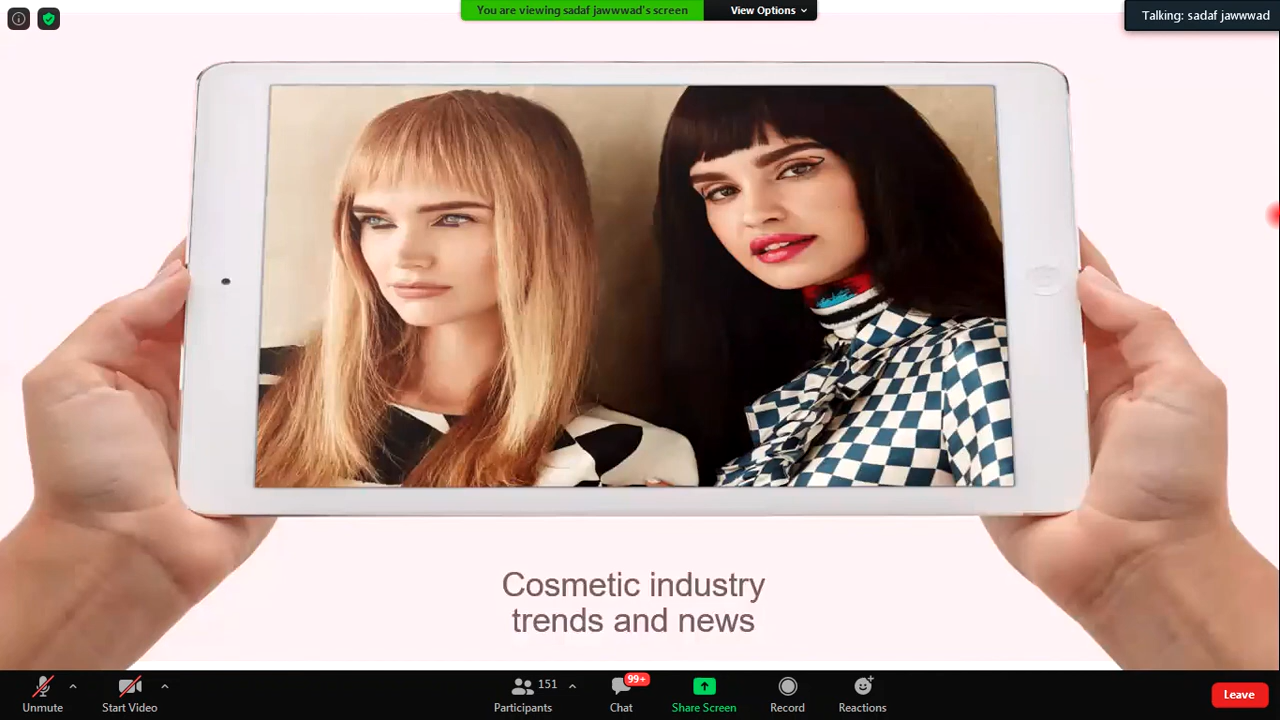 You are viewing sadaf jawwwad's screen
View Options
Talking: sadaf jawwwad
Cosmetic industry
trends and news
Unmute
Start Video
151
Participants
99+
Chat
Share Screen
Record
Reactions
Leave